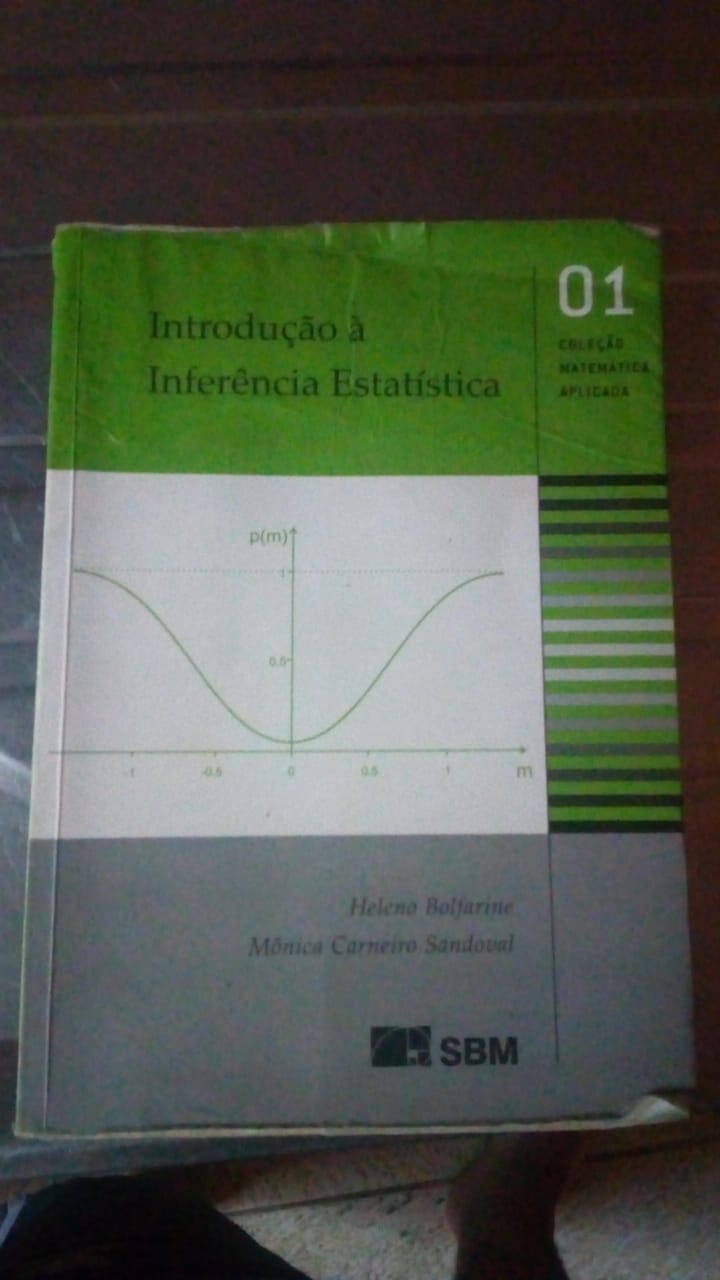 Introdução à
Inferência Estatística
01
COLEÇÃO
MATEMÁTICA
APLICADA
p(m)
1
0.5
-1
-0.5
0
0.5
1
m
Heleno Bolfarine
Mônica Carneiro Sandoval
SBM